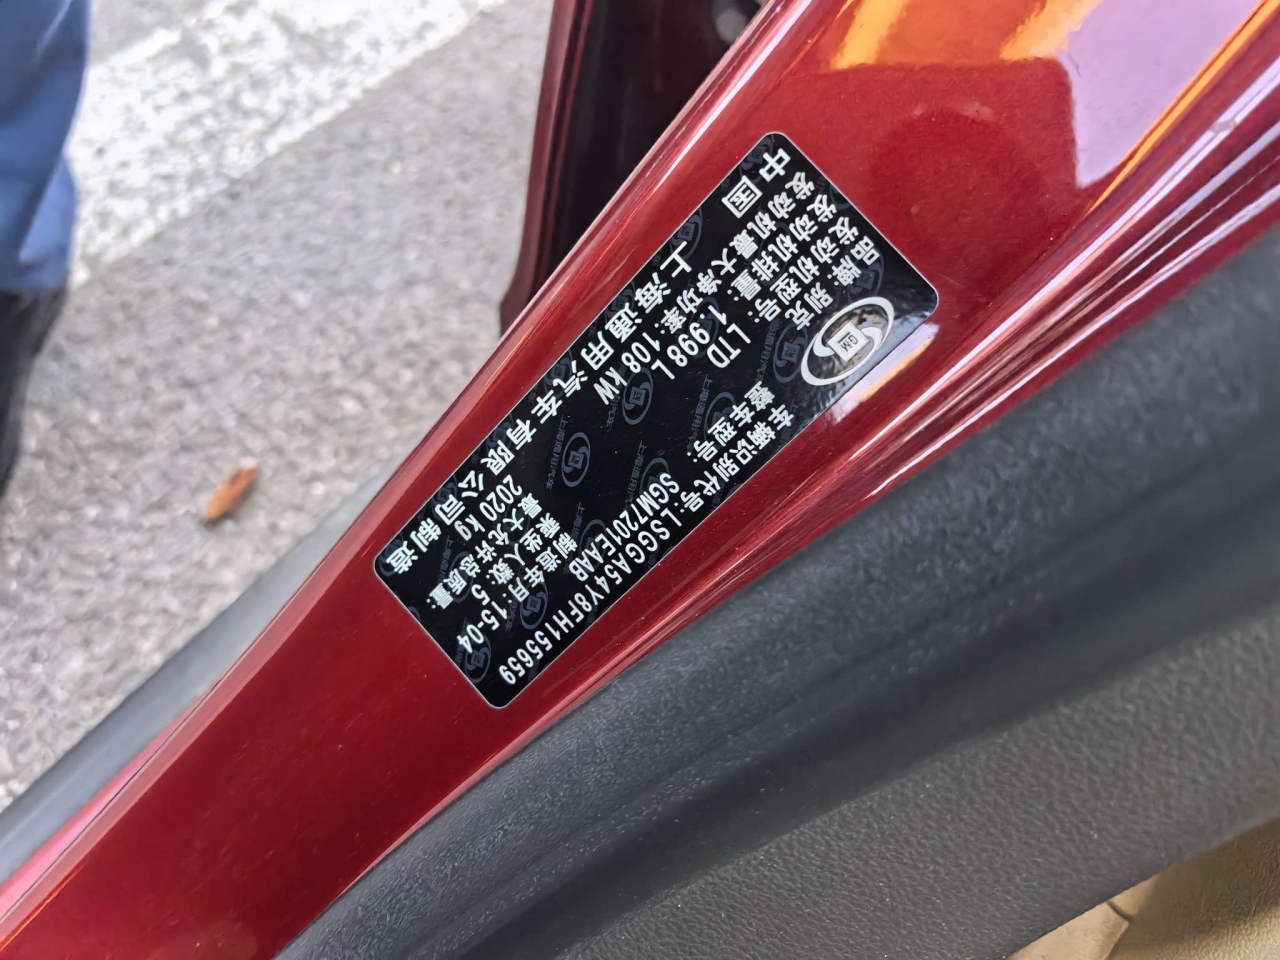 GM
品牌:别克
发动机型号: LTD
发动机排量: 1.998 L
发动机最大净功率:108 kW
中国 上海通用汽车有限公司制造
车辆识别代号:LSGGA54Y8FH155659
整车型号: SGM7201EAAB
制造年月:15-04
乘坐人数: 5
最大允许总质量:
2020 kg